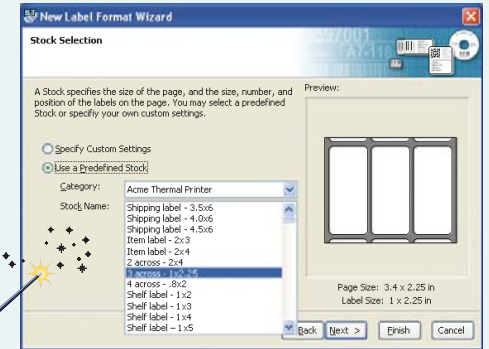 New Label Format Wizard
Stock Selection
A Stock specifies the size of the page, and the size, number, and
position of the labels on the page. You may select a predefined
Stock or specifiy your own custom settings.
Specify Custom Settings
Use a Predefined Stock
Category:
Acme Thermal Printer
Stock Name:
Shipping label - 3.5x6
Shipping label - 4.0x6
Shipping label - 4.5x6
Item label - 2x3
Item label - 2x4
2 across - 2x4
3 across - 1x2.25
4 across - .8x2
Shelf label - 1x2
Shelf label - 1x3
Shelf label - 1x4
Shelf label - 1x5
Preview:
Page Size: 3.4 x 2.25 in
Label Size: 1 x 2.25 in
Back
Next >
Finish
Cancel